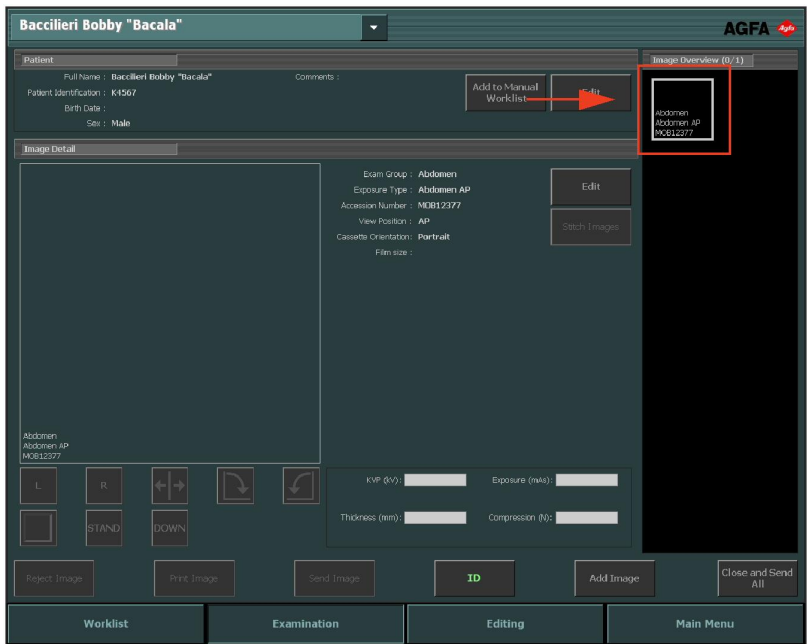 Baccilieri Bobby "Bacala"
AGFA
Agfa
Patient
Full Name : Baccilieri Bobby "Bacala"
Comments :
Patient Identification : K4567
Birth Date :
Sex : Male
Add to Manual
Worklist
Edit
Image Overview (0/1)
Abdomen
Abdomen AP
MOB12377
Image Detail
Exam Group : Abdomen
Exposure Type : Abdomen AP
Accession Number : MOB12377
View Position : AP
Cassette Orientation: Portrait
Film size :
Edit
Stitch Images
Abdomen
Abdomen AP
MOB12377
L
R
STAND
DOWN
KVP (kV):
Exposure (mAs):
Thickness (mm):
Compression (N):
Reject Image
Print Image
Send Image
ID
Add Image
Close and Send
All
Worklist
Examination
Editing
Main Menu